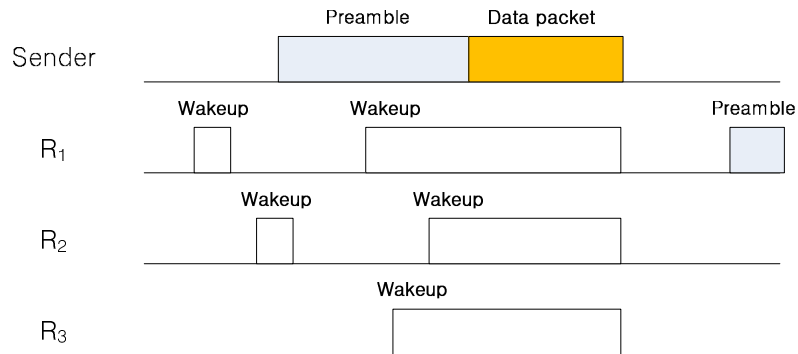 Preamble Data packet
Sender
Wakeup Wakeup Preamble
R1
Wakeup Wakeup
R2
Wakeup
R3